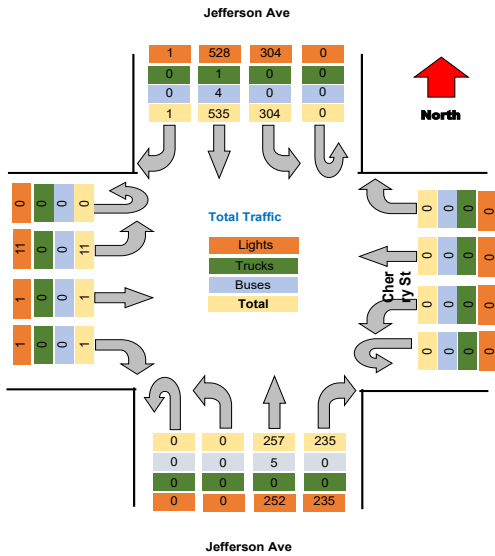 Jefferson Ave
1 528 304 0
0 1 0 0
0 4 0 0
1 535 304 0
North
0 0 0 0
11 0 0 11
1 0 0 1
1 0 0 1
Total Traffic
Lights
Trucks
Buses
Total
Cher
ry St
0 0 0 0
0 0 0 0
0 0 0 0
0 0 0 0
0 0 257 235
0 0 5 0
0 0 0 0
0 0 252 235
Jefferson Ave